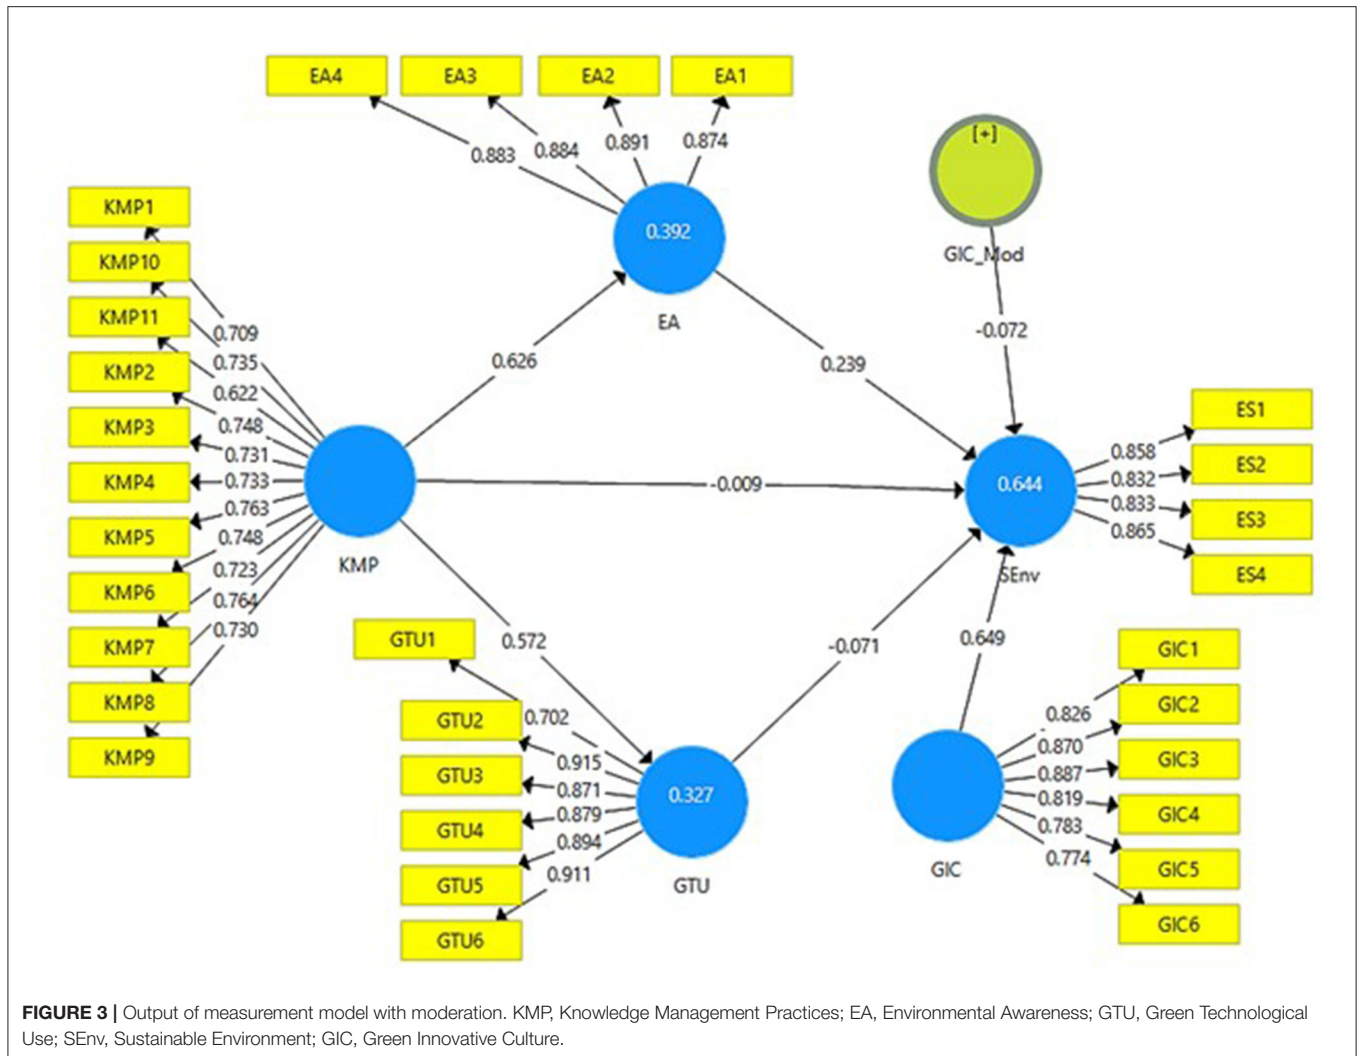 EA4 EA3 EA2 EA1
0.883 0.884 0.891 0.874
[+]
GIC_Mod
-0.072
0.392
EA
KMP1
KMP10
KMP11
KMP2
KMP3
KMP4
KMP5
KMP6
KMP7
KMP8
KMP9
0.709
0.735
0.622
0.748
0.731
0.733
0.763
0.748
0.723
0.764
0.730
KMP
0.626
0.239
-0.009
0.572
-0.071
0.649
0.644
SEnv
0.858
0.832
0.833
0.865
ES1
ES2
ES3
ES4
GTU1
GTU2
GTU3
GTU4
GTU5
GTU6
0.702
0.915
0.871
0.879
0.894
0.911
0.327
GTU
GIC
0.826
0.870
0.887
0.819
0.783
0.774
GIC1
GIC2
GIC3
GIC4
GIC5
GIC6
FIGURE 3 | Output of measurement model with moderation. KMP, Knowledge Management Practices; EA, Environmental Awareness; GTU, Green Technological
Use; SEnv, Sustainable Environment; GIC, Green Innovative Culture.